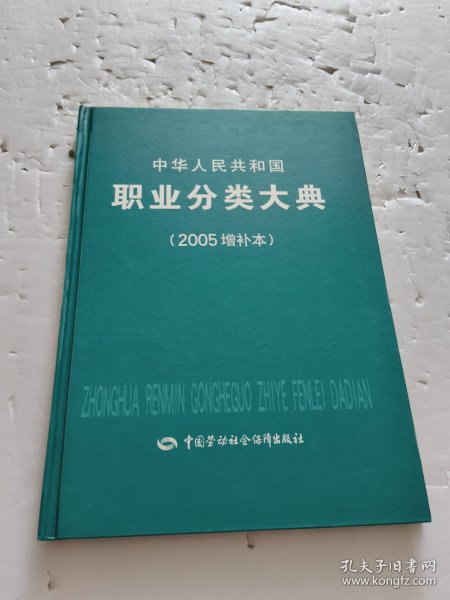 中华人民共和国
职业分类大典
(2005增补本)
ZHONGHUA RENMIN GONGHEGUO ZHIYE FENLEI DADIAN
中国劳动社会保障出版社
孔夫子旧书网
www.kongfz.com